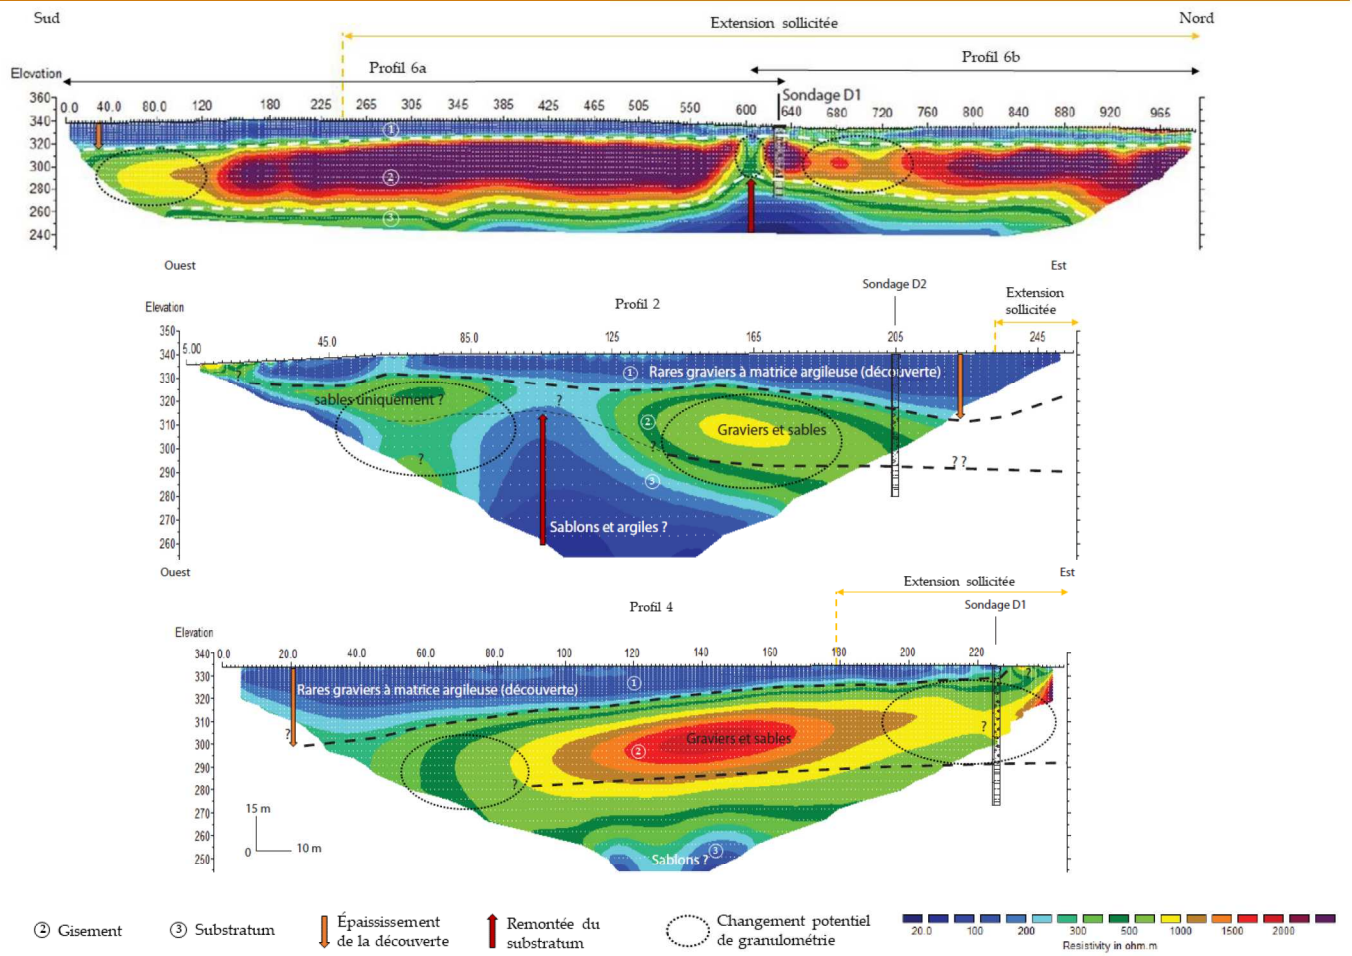 Sud
Nord
Extension sollicitée
Profil 6a
Profil 6b
Elevation
Sondage D1
0.0 40.0 80.0 120 180 225 265 305 345 385 425 465 505 550 600 640 680 720 760 800 840 880 920 965
360
340
320
300
280
260
240
1
2
3
Ouest
Est
Sondage D2
Extension
sollicitée
Elevation
Profil 2
350
340
330
320
310
300
290
280
270
260
5.00 45.0 85.0 125 165 205 245
?
1 Rares graviers à matrice argileuse (découverte)
sables uniquement ?
?
2
Graviers et sables
?
?
? ?
3
Sablons et argiles ?
Ouest
Est
Extension sollicitée
Profil 4
Sondage D1
Elevation
340 0.0 20.0 40.0 60.0 80.0 100 120 140 160 180 200 220
330
320
310
300
290
280
270
260
250
1
?
Rares graviers à matrice argileuse (découverte)
?
?
2
Graviers et sables
?
15 m
0
10 m
Sablons ?
3
2 Gisement
3 Substratum
Épaississement
de la découverte
Remontée du
substratum
Changement potentiel
de granulométrie
20.0 100 200 300 500 1000 1500 2000
Resistivity in ohm.m